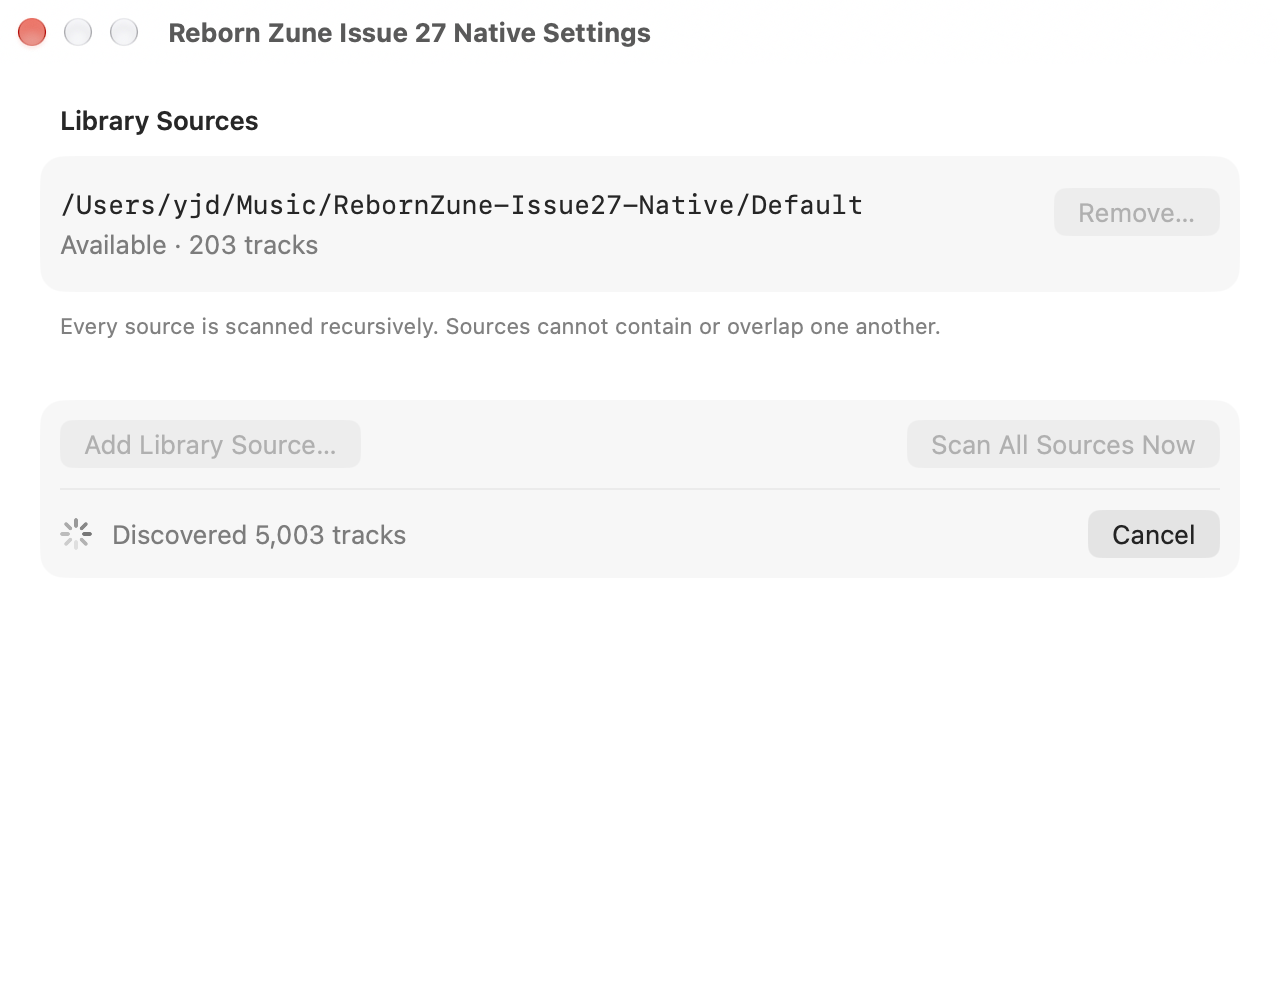 Reborn Zune Issue 27 Native Settings
Library Sources
/Users/yjd/Music/RebornZune-Issue27-Native/Default
Remove…
Available · 203 tracks
Every source is scanned recursively. Sources cannot contain or overlap one another.
Add Library Source…
Scan All Sources Now
Discovered 5,003 tracks
Cancel